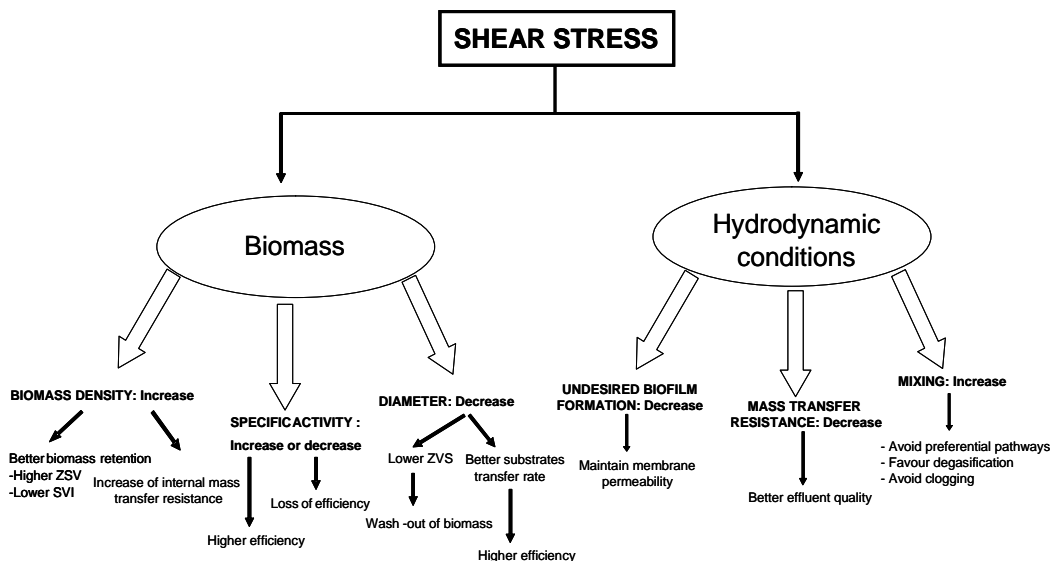 SHEAR STRESS
Biomass
Hydrodynamic
conditions
BIOMASS DENSITY: Increase
Better biomass retention
-Higher ZSV
-Lower SVI
Increase of internal mass
transfer resistance
SPECIFIC ACTIVITY :
Increase or decrease
Higher efficiency
Loss of efficiency
DIAMETER: Decrease
Lower ZVS
Wash -out of biomass
Better substrates
transfer rate
Higher efficiency
UNDESIRED BIOFILM
FORMATION: Decrease
Maintain membrane
permeability
MASS TRANSFER
RESISTANCE: Decrease
Better effluent quality
MIXING: Increase
- Avoid preferential pathways
- Favour degasification
- Avoid clogging